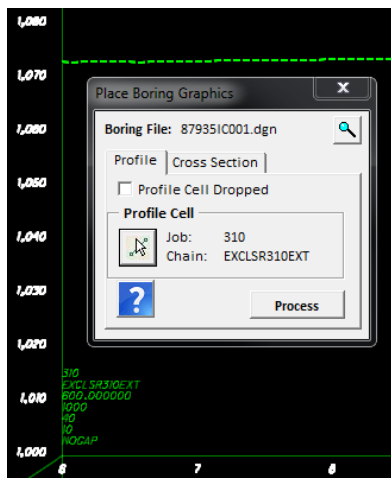 1,080
1,070
1,060
1,050
1,040
1,030
1,020
1,010
1,000
Place Boring Graphics
X
Boring File: 87935IC001.dgn
Profile
Cross Section
Profile Cell Dropped
Profile Cell
Job: 310
Chain: EXCLSR310EXT
?
Process
310
EXCLSR310EXT
600.000000
1000
40
10
NOGAP
6
7
8